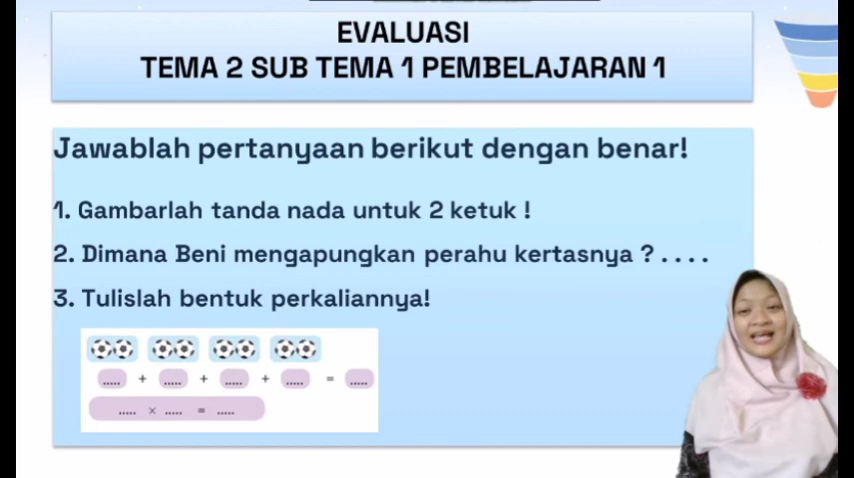 EVALUASI
TEMA 2 SUB TEMA 1 PEMBELAJARAN 1
Jawablah pertanyaan berikut dengan benar!
1. Gambarlah tanda nada untuk 2 ketuk !
2. Dimana Beni mengapungkan perahu kertasnya ? . . . .
3. Tulislah bentuk perkaliannya!
..... + ..... + ..... + ..... = .....
..... × ..... = .....